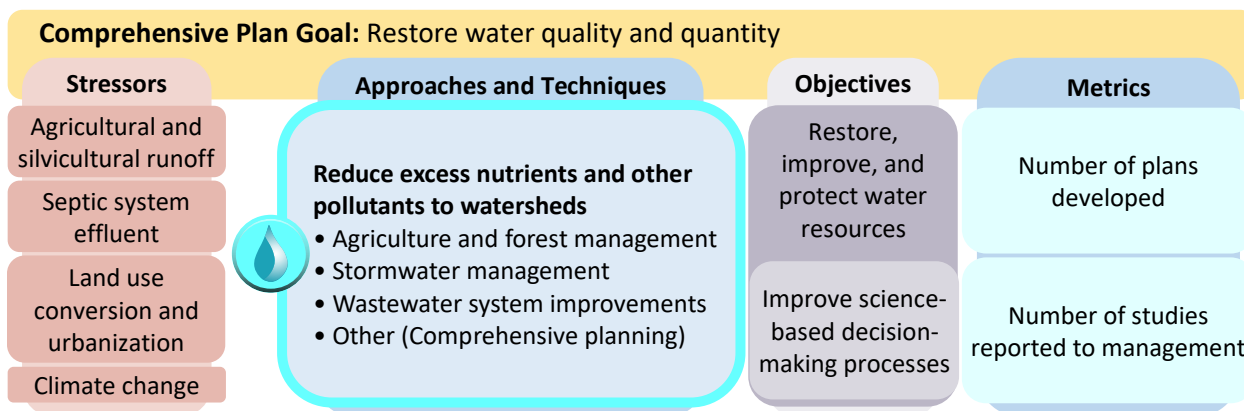 Comprehensive Plan Goal: Restore water quality and quantity
Stressors
Agricultural and
silvicultural runoff
Septic system
effluent
Land use
conversion and
urbanization
Climate change
Approaches and Techniques
Reduce excess nutrients and other
pollutants to watersheds
• Agriculture and forest management
• Stormwater management
• Wastewater system improvements
• Other (Comprehensive planning)
Objectives
Restore,
improve, and
protect water
resources
Improve science-
based decision-
making processes
Metrics
Number of plans
developed
Number of studies
reported to management